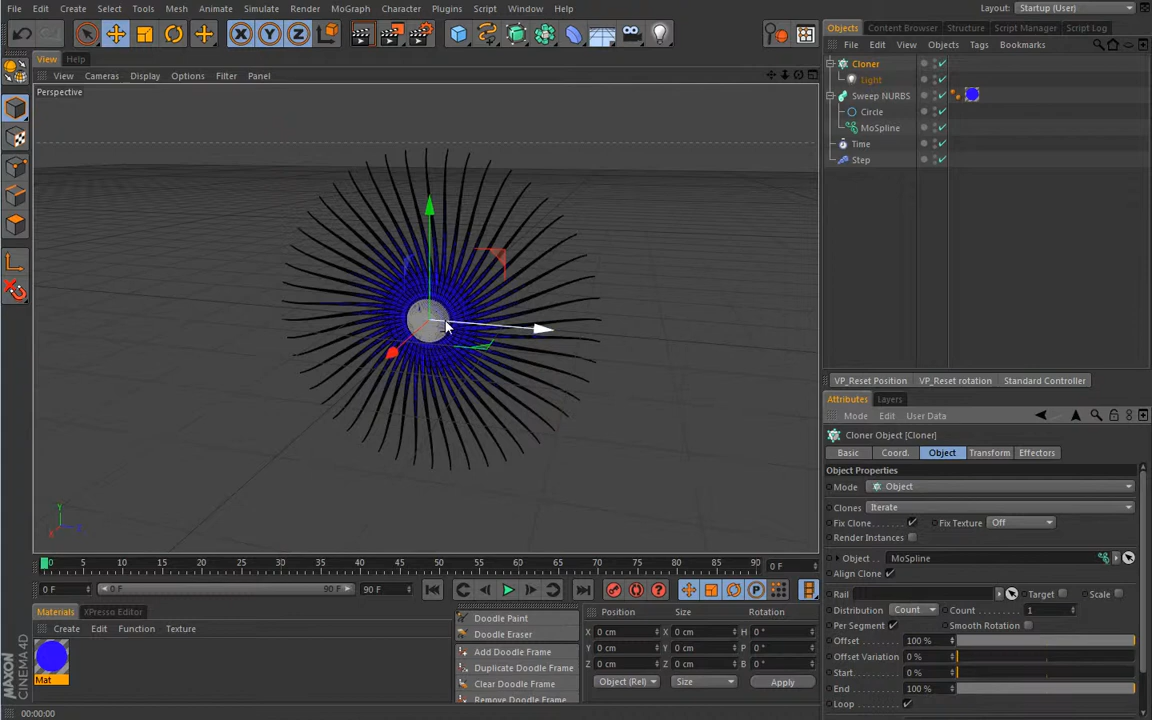 File Edit Create Select Tools Mesh Animate Simulate Render MoGraph Character Plugins Script Window Help Layout: Startup (User)
Objects Content Browser Structure Script Manager Script Log
View Help
File Edit View Objects Tags Bookmarks
View Cameras Display Options Filter Panel
Perspective
Cloner
Light
Sweep NURBS
Circle
MoSpline
Time
Step
X Y Z
VP_Reset Position VP_Reset rotation Standard Controller
Attributes Layers
Mode Edit User Data
Cloner Object [Cloner]
Basic Coord. Object Transform Effectors
Object Properties
Mode Object
Clones Iterate
Fix Clone Fix Texture Off
Render Instances
Object MoSpline
Align Clone
Rail Target Scale
Distribution Count Count 1
Per Segment Smooth Rotation
Offset 100 %
Offset Variation 0 %
Start 0 %
End 100 %
Loop
Y
0 5 10 15 20 25 30 35 40 45 50 55 60 65 70 75 80 85 90 0 F
0 F 0 F 90 F 90 F
Materials XPresso Editor
Create Edit Function Texture
Mat
Doodle Paint
Doodle Eraser
Add Doodle Frame
Duplicate Doodle Frame
Clear Doodle Frame
Remove Doodle Frame
Position Size Rotation
X 0 cm X 0 cm H 0 °
Y 0 cm Y 0 cm P 0 °
Z 0 cm Z 0 cm B 0 °
Object (Rel) Size Apply
MAXON CINEMA 4D
00:00:00